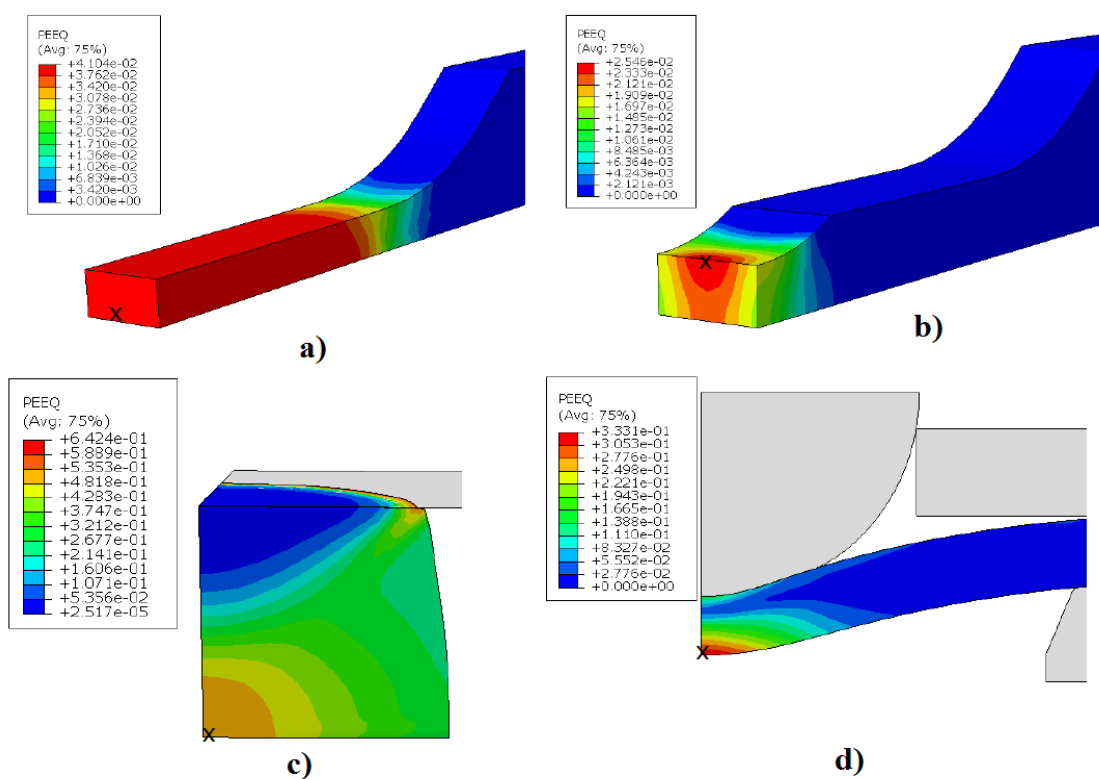 PEEQ
(Avg: 75%)
+4.104e-02
+3.762e-02
+3.420e-02
+3.078e-02
+2.736e-02
+2.394e-02
+2.052e-02
+1.710e-02
+1.368e-02
+1.026e-02
+6.839e-03
+3.420e-03
+0.000e+00
X
a)
PEEQ
(Avg: 75%)
+2.546e-02
+2.333e-02
+2.121e-02
+1.909e-02
+1.697e-02
+1.485e-02
+1.273e-02
+1.061e-02
+8.485e-03
+6.364e-03
+4.243e-03
+2.121e-03
+0.000e+00
X
b)
PEEQ
(Avg: 75%)
+6.424e-01
+5.889e-01
+5.353e-01
+4.818e-01
+4.283e-01
+3.747e-01
+3.212e-01
+2.677e-01
+2.141e-01
+1.606e-01
+1.071e-01
+5.356e-02
+2.517e-05
X
c)
PEEQ
(Avg: 75%)
+3.331e-01
+3.053e-01
+2.776e-01
+2.498e-01
+2.221e-01
+1.943e-01
+1.665e-01
+1.388e-01
+1.110e-01
+8.327e-02
+5.552e-02
+2.776e-02
+0.000e+00
X
d)